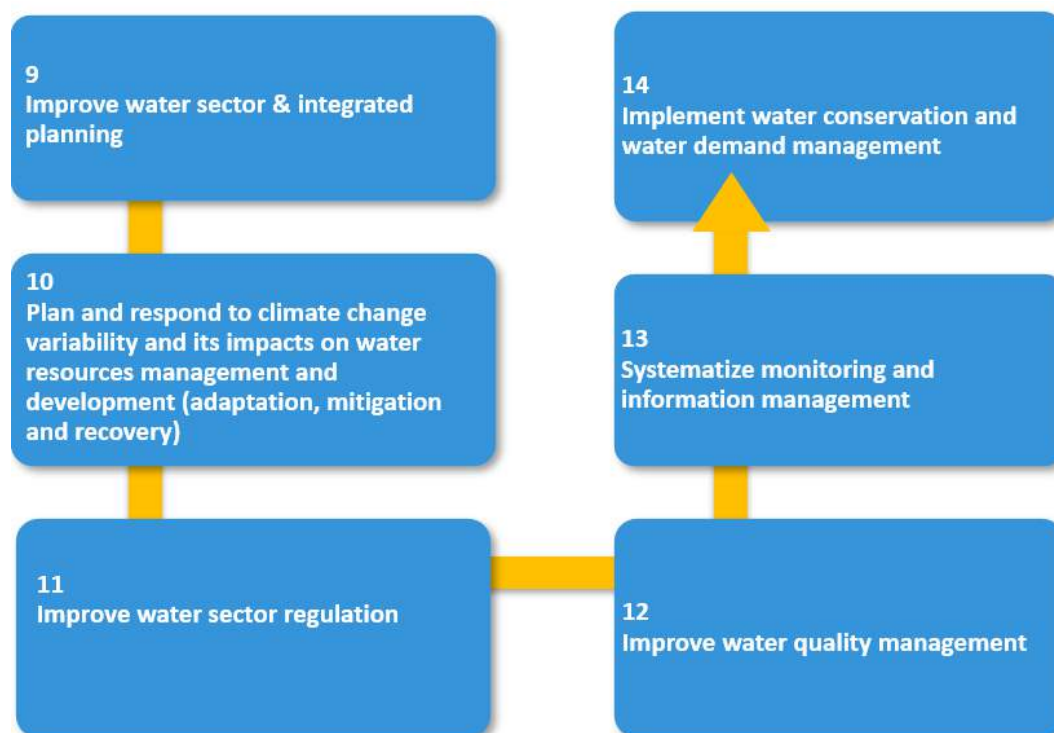 9
Improve water sector & integrated
planning
10
Plan and respond to climate change
variability and its impacts on water
resources management and
development (adaptation, mitigation
and recovery)
11
Improve water sector regulation
12
Improve water quality management
13
Systematize monitoring and
information management
14
Implement water conservation and
water demand management